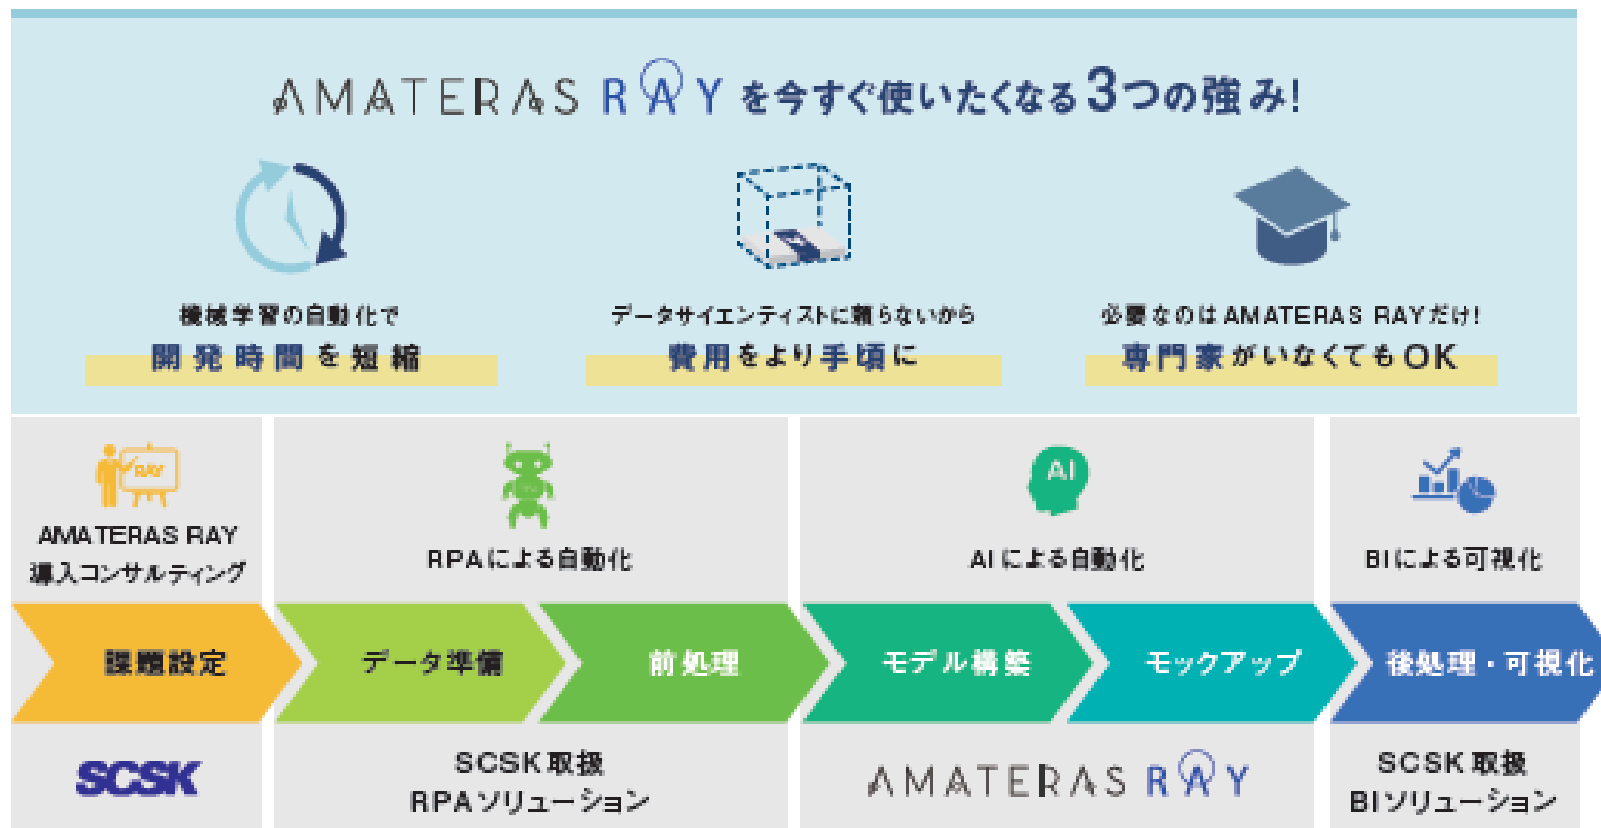 AMATERAS RAY を今すぐ使いたくなる3つの強み!
機械学習の自動化で
開発時間を短縮
データサイエンティストに頼らないから
費用をより手頃に
必要なのはAMATERAS RAYだけ!
専門家がいなくてもOK
RAY
AMATERAS RAY
導入コンサルティング
RPAによる自動化
AI
AIによる自動化
BIによる可視化
課題設定
データ準備
前処理
モデル構築
モックアップ
後処理・可視化
SCSK
SCSK取扱
RPAソリューション
AMATERAS RAY
SCSK取扱
BIソリューション